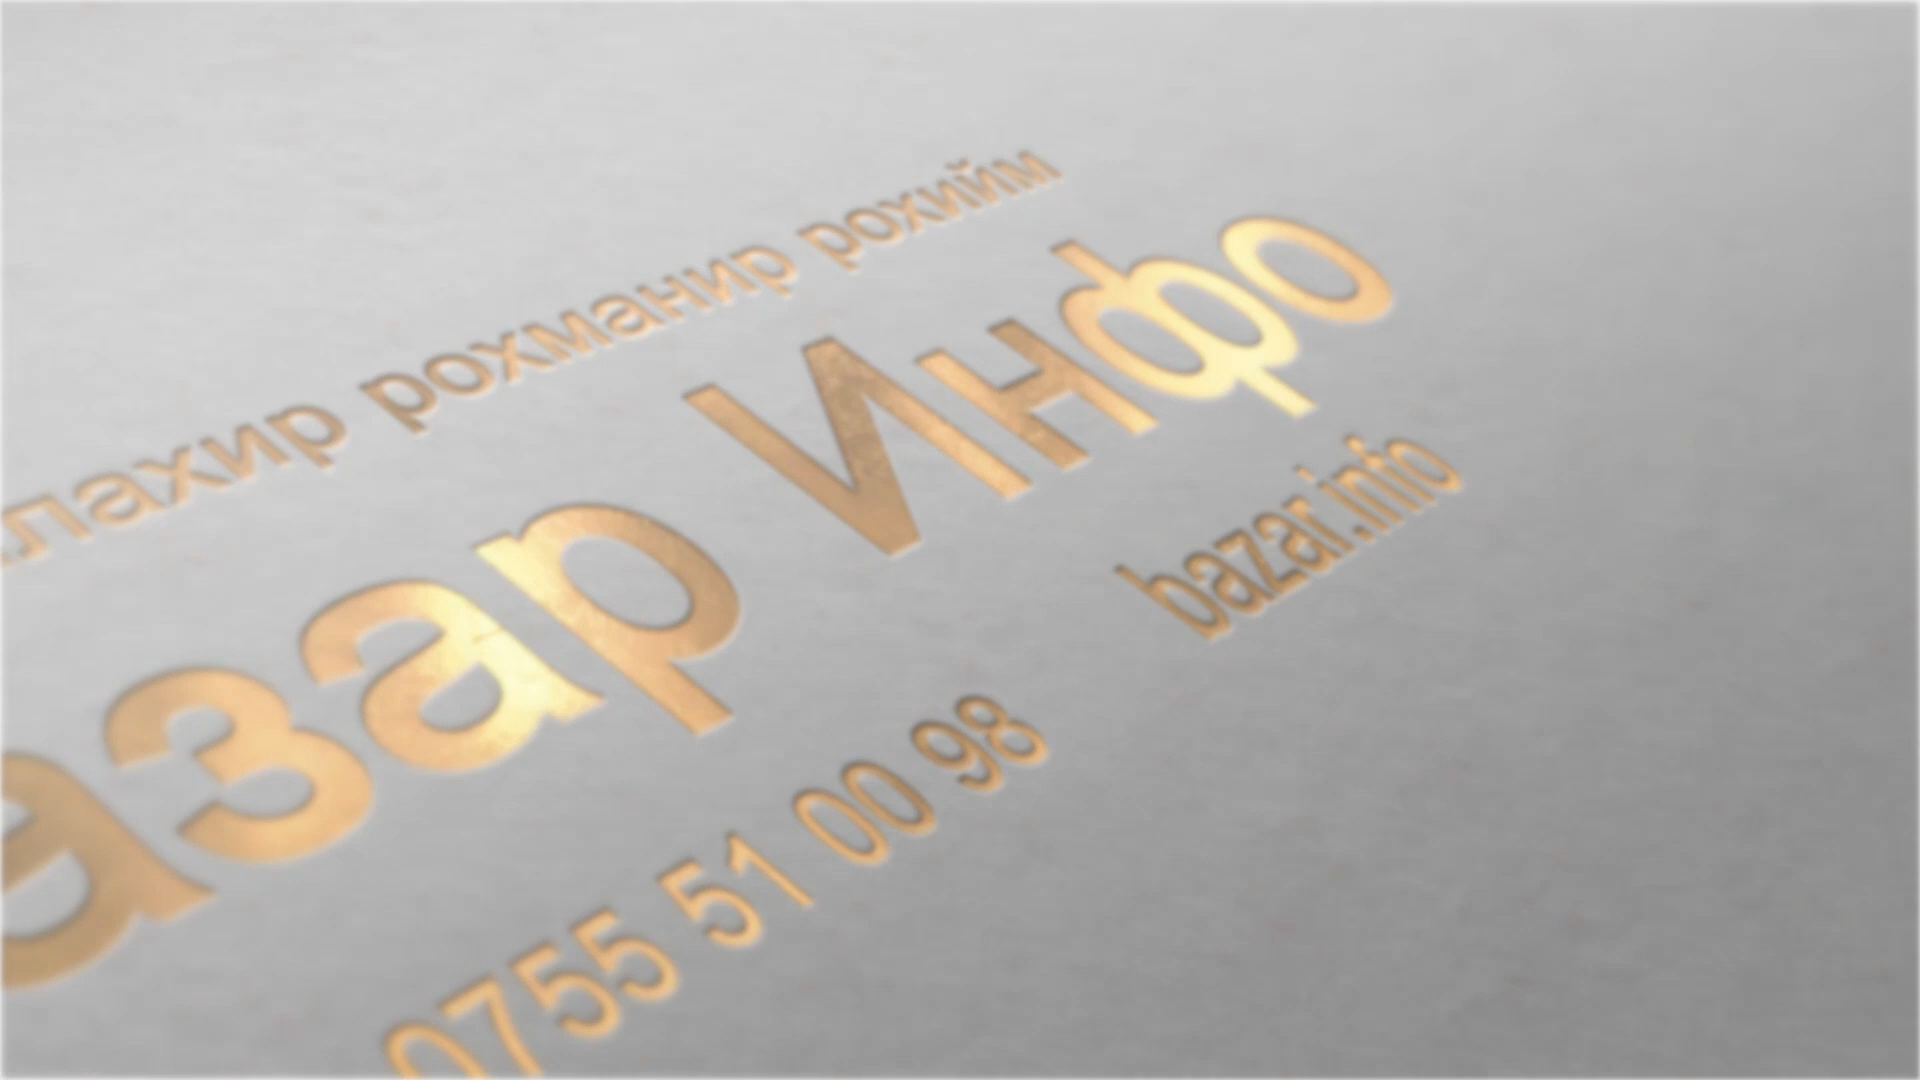 лахир рохманир рохийм
азар Инфо
bazar.info
0755 51 00 98